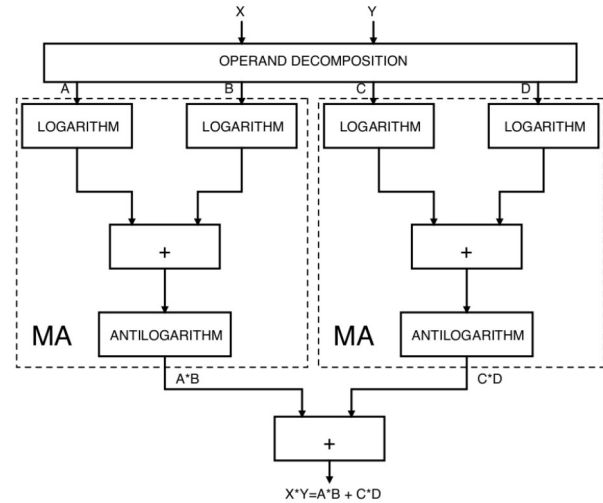 X Y
OPERAND DECOMPOSITION
A B C D
LOGARITHM LOGARITHM LOGARITHM LOGARITHM
+ +
MA ANTILOGARITHM MA ANTILOGARITHM
A*B C*D
+
X*Y=A*B + C*D